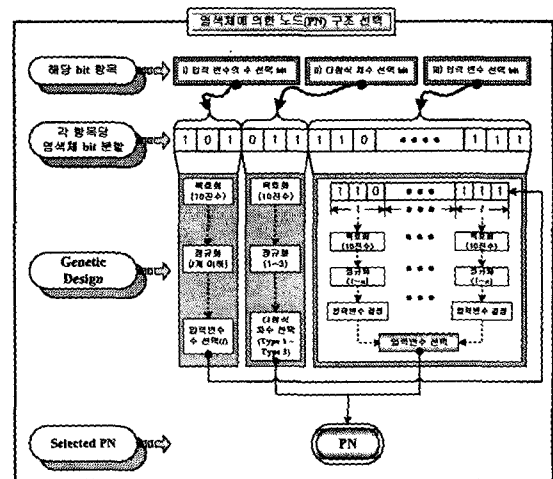 염색체에 의한 노드(PN) 구조 선택
해당 bit 항목
i) 입력 변수의 수 선택 bit
ii) 다항식 차수 선택 bit
iii) 입력 변수 선택 bit
각 항목당
염색체 bit 분할
1 0 1 0 1 1 1 1 0 •••• 1 1 1
Genetic
Design
복호화
(10진수)
정규화
입력변수
수 선택
복호화
(10진수)
정규화
(1~3)
다항식
차수 선택
(Type 1 ~
Type 3)
1 1 0 ••• 1 1 1
복호화
(10진수)
정규화
(1~n)
입력변수 결정
복호화
(10진수)
정규화
(1~n)
입력변수 결정
입력변수 선택
Selected PN
PN